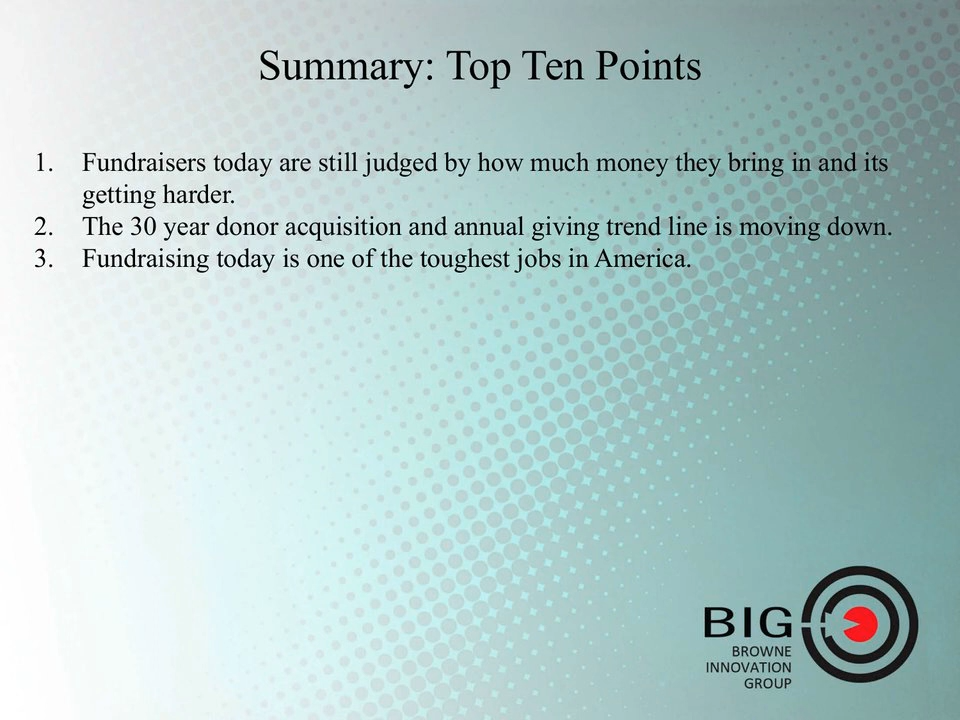 Summary: Top Ten Points
1. Fundraisers today are still judged by how much money they bring in and its
getting harder.
2. The 30 year donor acquisition and annual giving trend line is moving down.
3. Fundraising today is one of the toughest jobs in America.
BIG
BROWNE
INNOVATION
GROUP